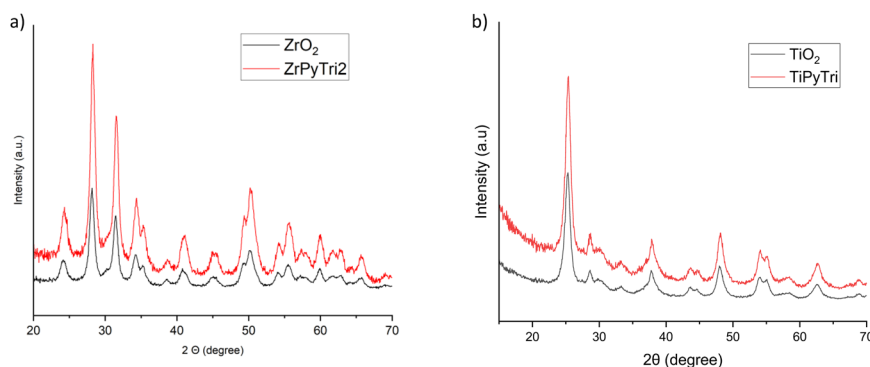 a)
ZrO₂
ZrPyTri2
Intensity (a.u.)
20 30 40 50 60 70
2 Θ (degree)
b)
TiO₂
TiPyTri
Intensity (a.u)
20 30 40 50 60 70
2θ (degree)